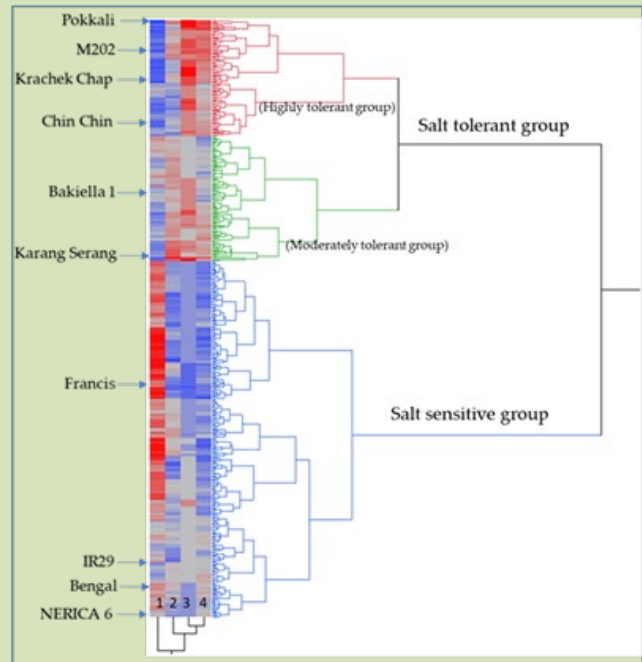 Pokkali
M202
Krachek Chap
(Highly tolerant group)
Chin Chin
Salt tolerant group
Bakiella 1
(Moderately tolerant group)
Karang Serang
Francis
Salt sensitive group
IR29
Bengal
1 2 3 4
NERICA 6